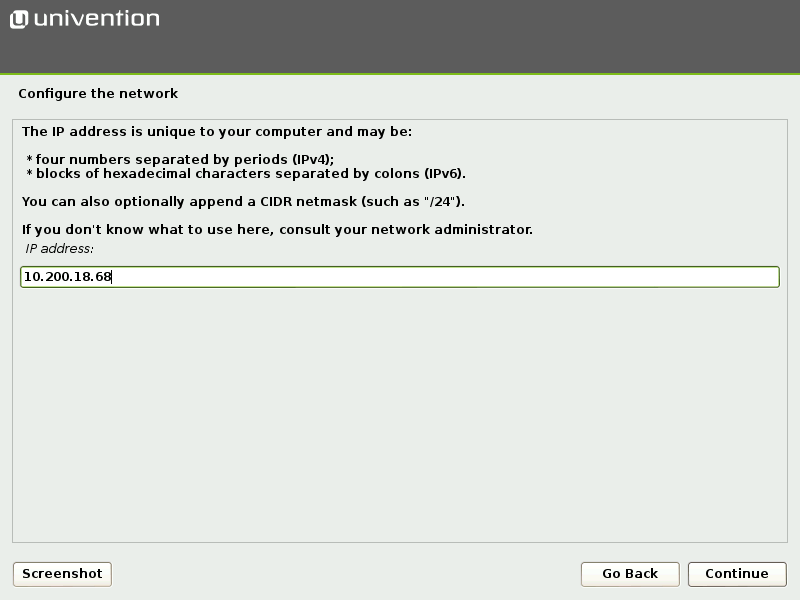 univention
Configure the network
The IP address is unique to your computer and may be:
* four numbers separated by periods (IPv4);
* blocks of hexadecimal characters separated by colons (IPv6).
You can also optionally append a CIDR netmask (such as "/24").
If you don't know what to use here, consult your network administrator.
IP address:
10.200.18.68
Screenshot
Go Back
Continue